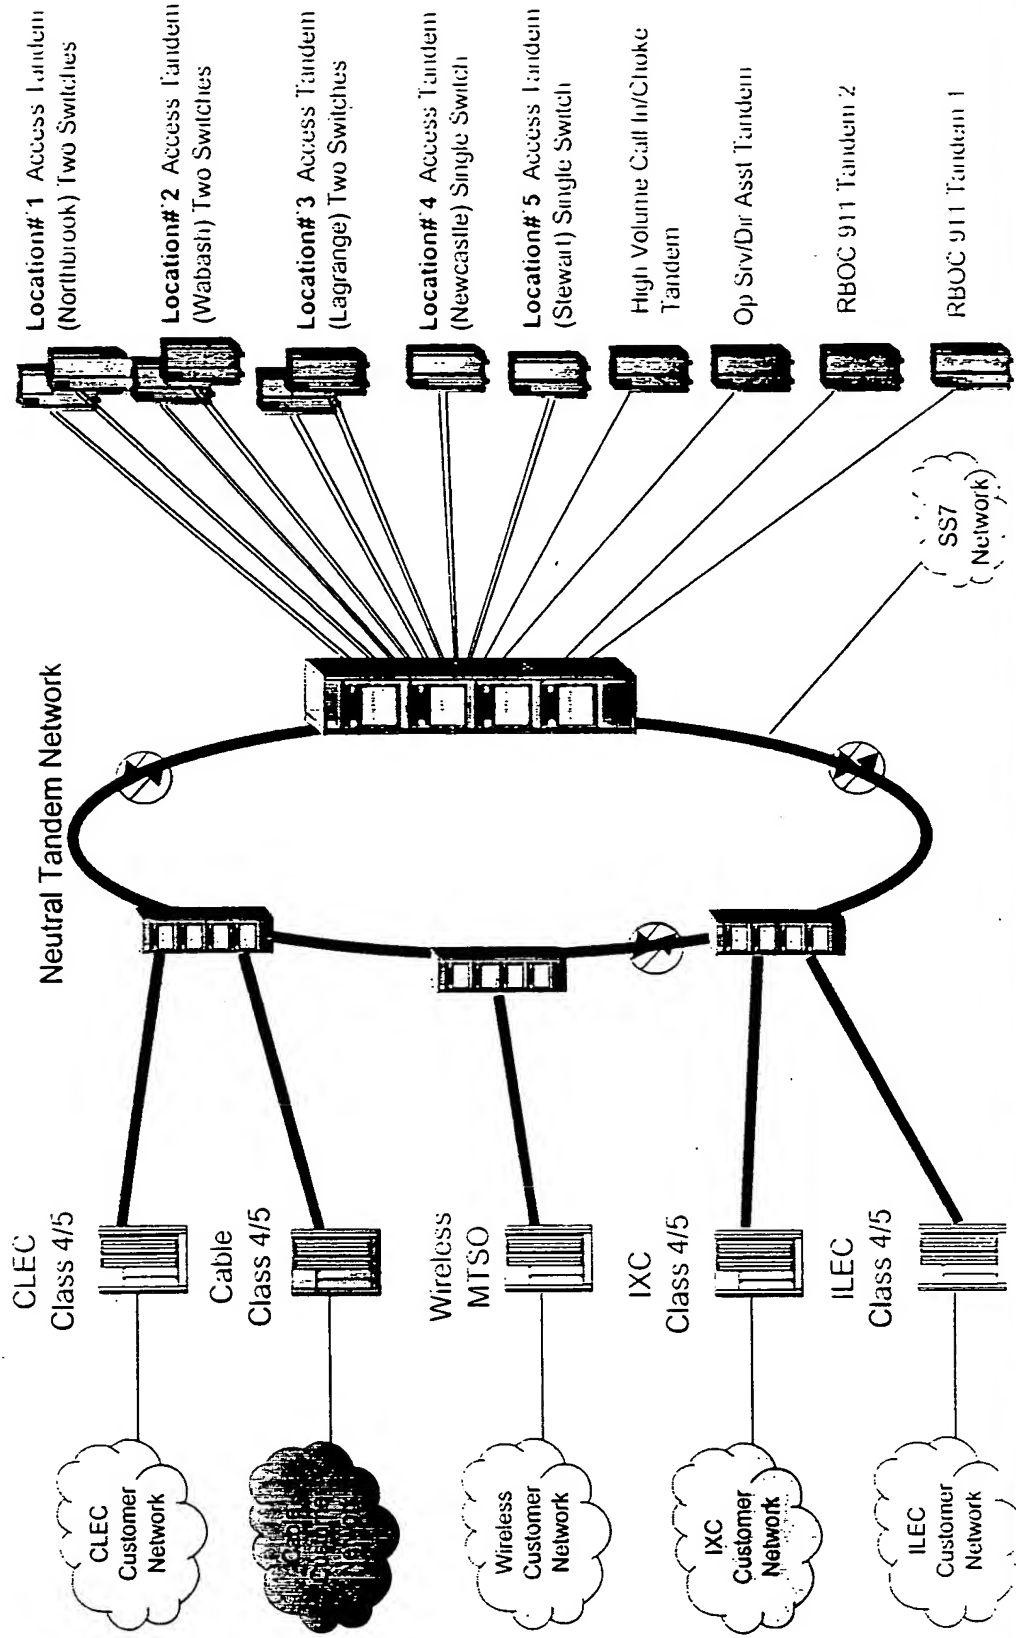 Neutral Tandem Network
CLEC
Customer
Network
CLEC
Class 4/5
Cable
Customer
Network
Cable
Class 4/5
Wireless
Customer
Network
Wireless
MTSO
IXC
Customer
Network
IXC
Class 4/5
ILEC
Customer
Network
ILEC
Class 4/5
SS7
Network
Location# 1 Access Tandem
(Northbrook) Two Switches
Location# 2 Access Tandem
(Wabash) Two Switches
Location# 3 Access Tandem
(Lagrange) Two Switches
Location# 4 Access Tandem
(Newcastle) Single Switch
Location# 5 Access Tandem
(Stewart) Single Switch
High Volume Call In/Choke
Tandem
Op Srv/Dir Asst Tandem
RBOC 911 Tandem 2
RBOC 911 Tandem 1